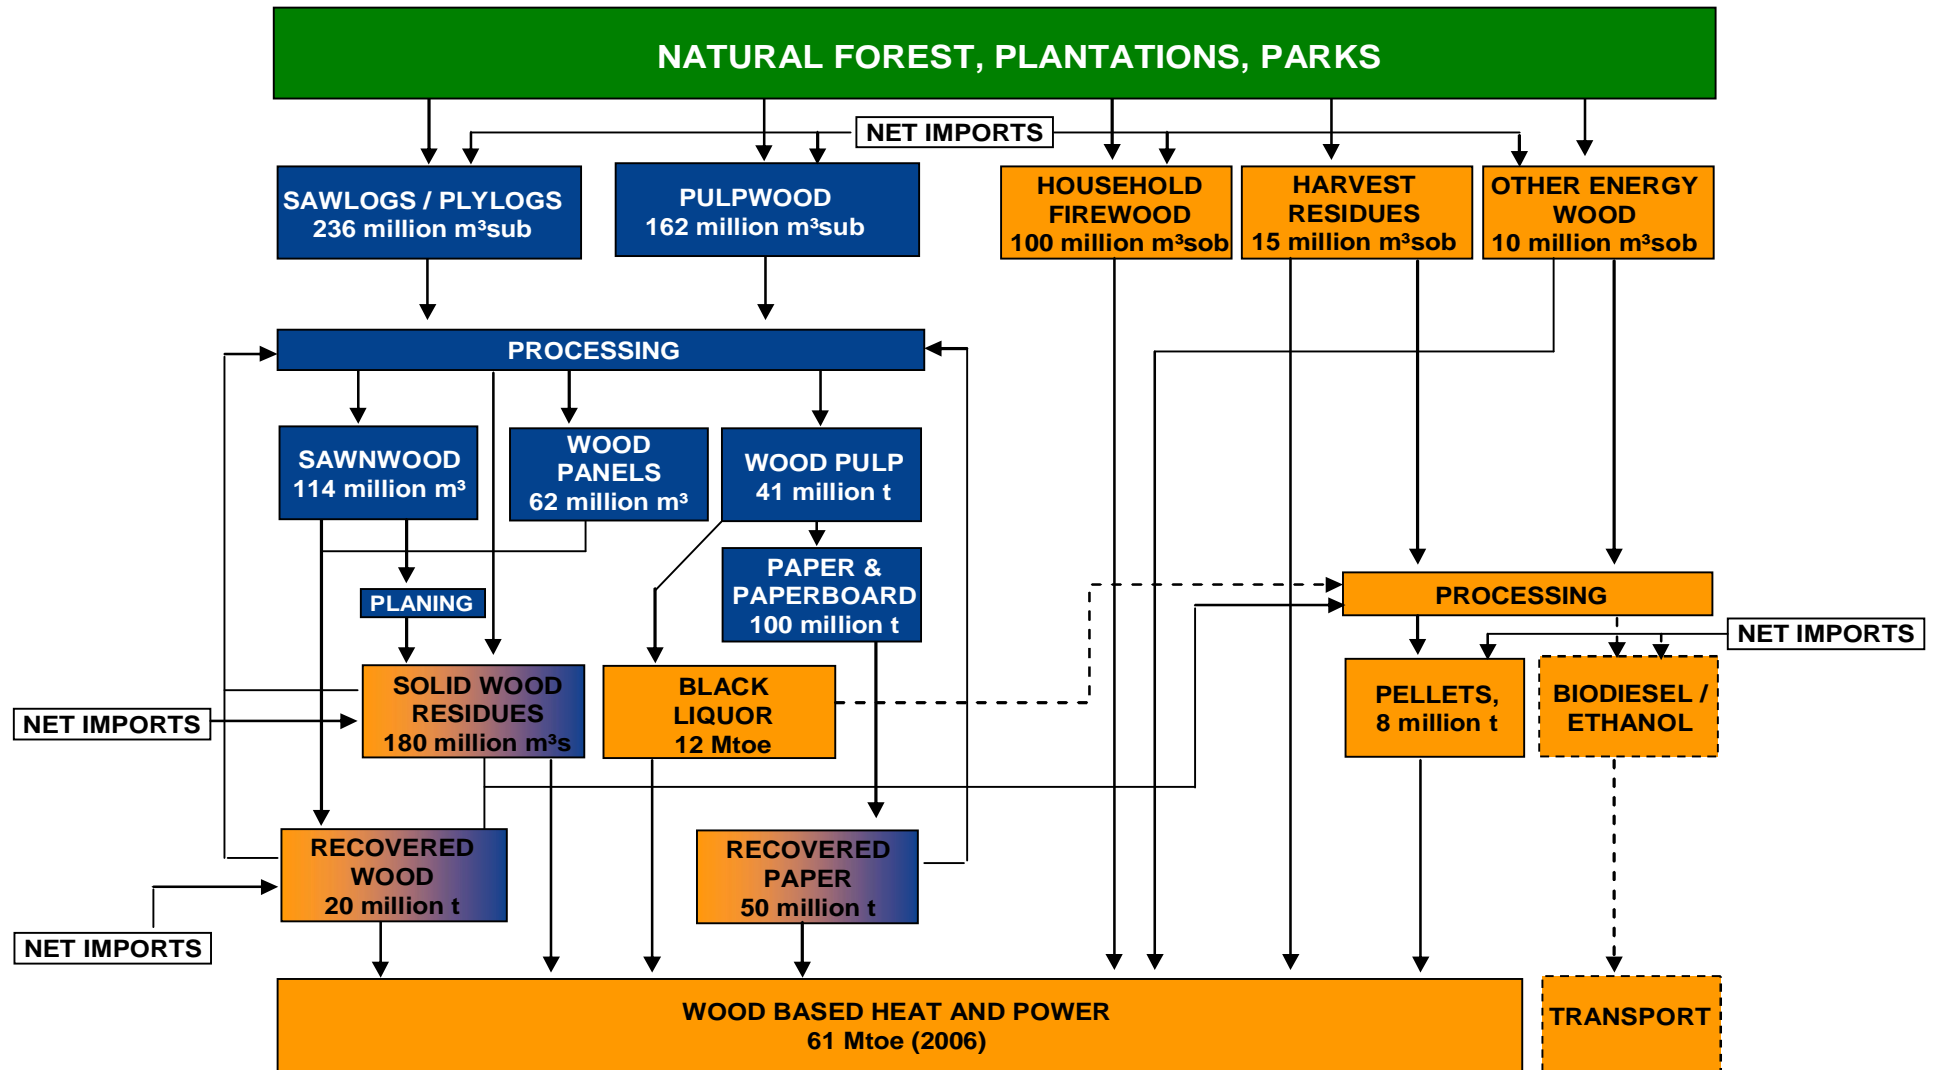 NATURAL FOREST, PLANTATIONS, PARKS
NET IMPORTS
SAWLOGS / PLYLOGS
236 million m³sub
PULPWOOD
162 million m³sub
HOUSEHOLD
FIREWOOD
100 million m³sob
HARVEST
RESIDUES
15 million m³sob
OTHER ENERGY
WOOD
10 million m³sob
PROCESSING
SAWNWOOD
114 million m³
WOOD
PANELS
62 million m³
WOOD PULP
41 million t
PAPER &
PAPERBOARD
100 million t
PLANING
PROCESSING
NET IMPORTS
SOLID WOOD
RESIDUES
180 million m³s
BLACK
LIQUOR
12 Mtoe
PELLETS,
8 million t
BIODIESEL /
ETHANOL
NET IMPORTS
RECOVERED
WOOD
20 million t
RECOVERED
PAPER
50 million t
NET IMPORTS
WOOD BASED HEAT AND POWER
61 Mtoe (2006)
TRANSPORT